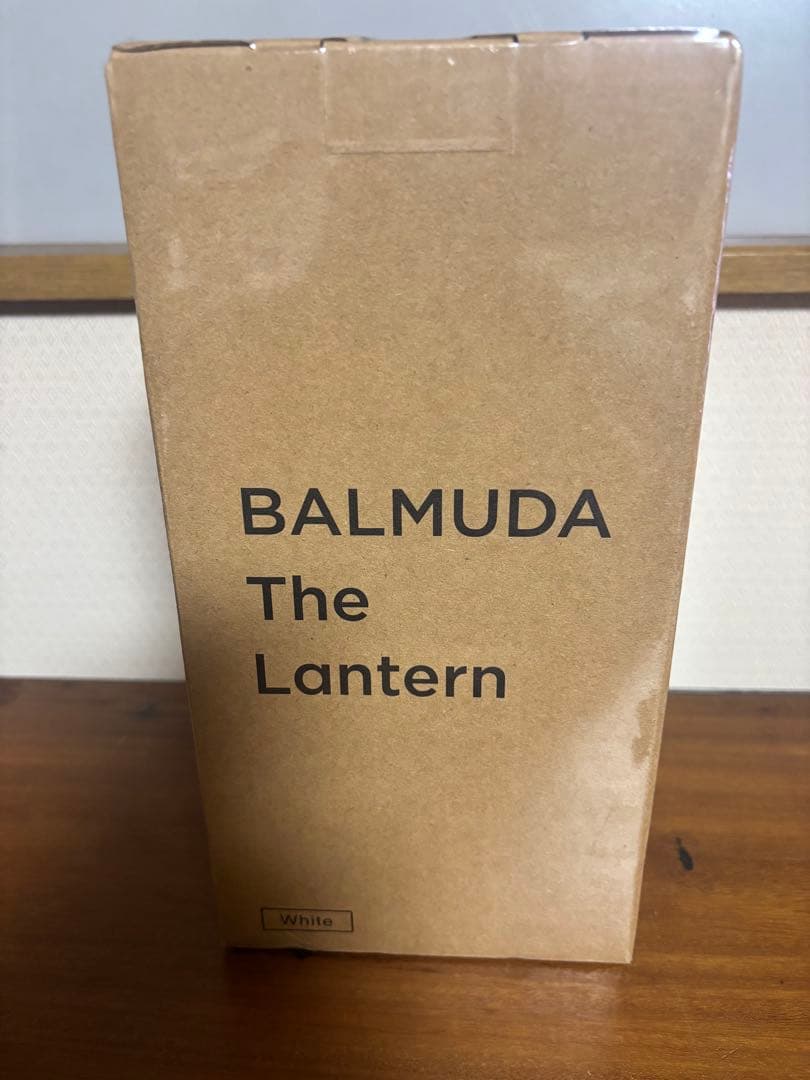 BALMUDA
The
Lantern
White